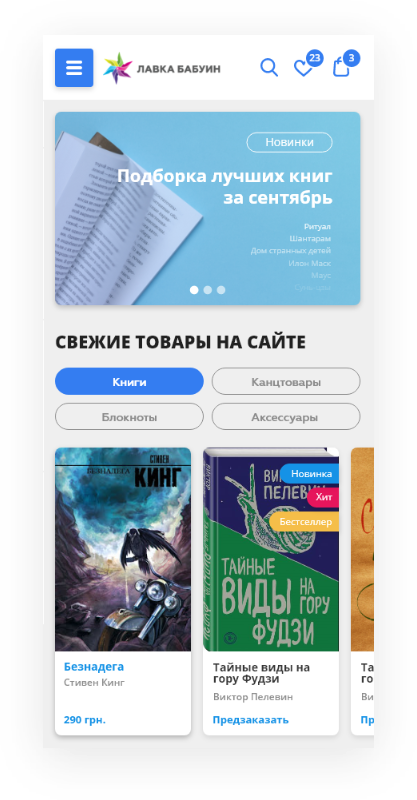 ЛАВКА БАБУИН
23
3
Новинки
Подборка лучших книг
за сентябрь
Ритуал
Шантарам
Дом странных детей
Илон Маск
Маус
СВЕЖИЕ ТОВАРЫ НА САЙТЕ
Книги
Канцтовары
Блокноты
Аксессуары
СТИВЕН
БЕЗНАДЕГА
КИНГ
ВИК
ПЕЛЕВИН
Новинка
Хит
Бестселлер
ТАЙНЫЕ
ВИДЫ НА
ГОРУ
ФУДЗИ
Безнадега
Стивен Кинг
290 грн.
Тайные виды на
гору Фудзи
Виктор Пелевин
Предзаказать
Та
го
Ви
Пр